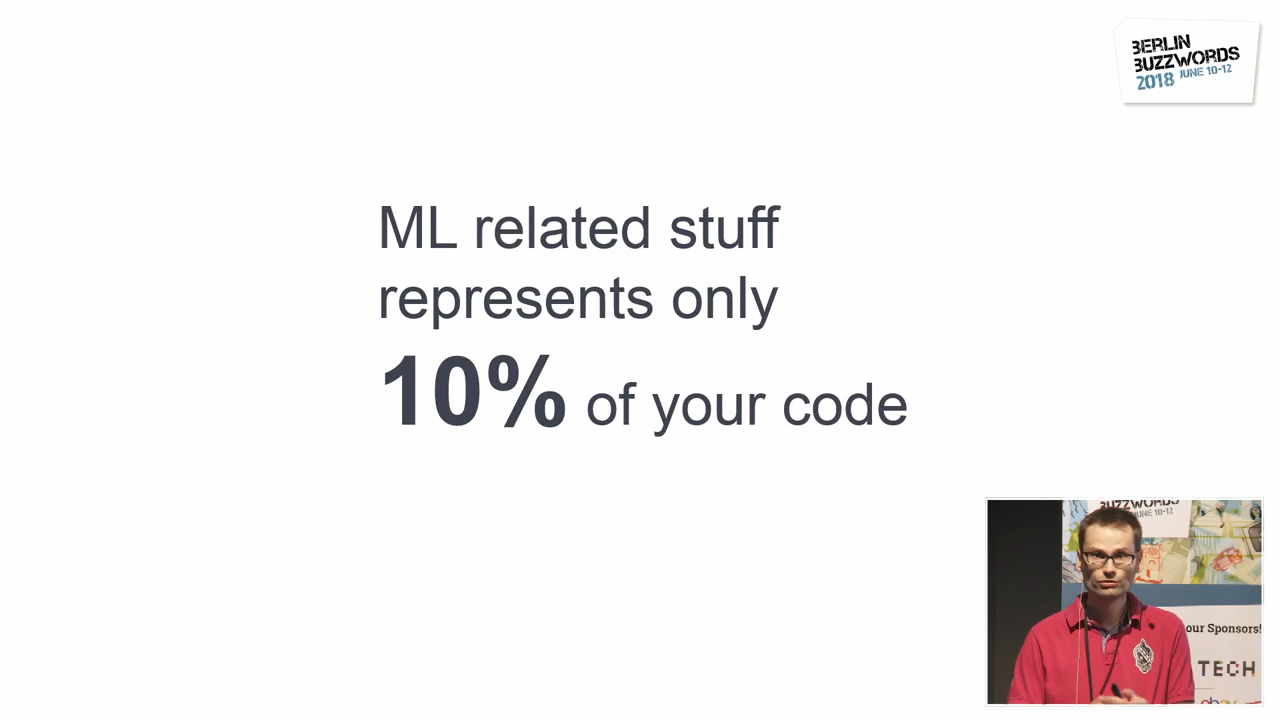 BERLIN
BUZZWORDS
2018 JUNE 10-12
ML related stuff
represents only
10% of your code
BUZZWORDS
JUNE 10-12
our Sponsors!
TECH
ebay